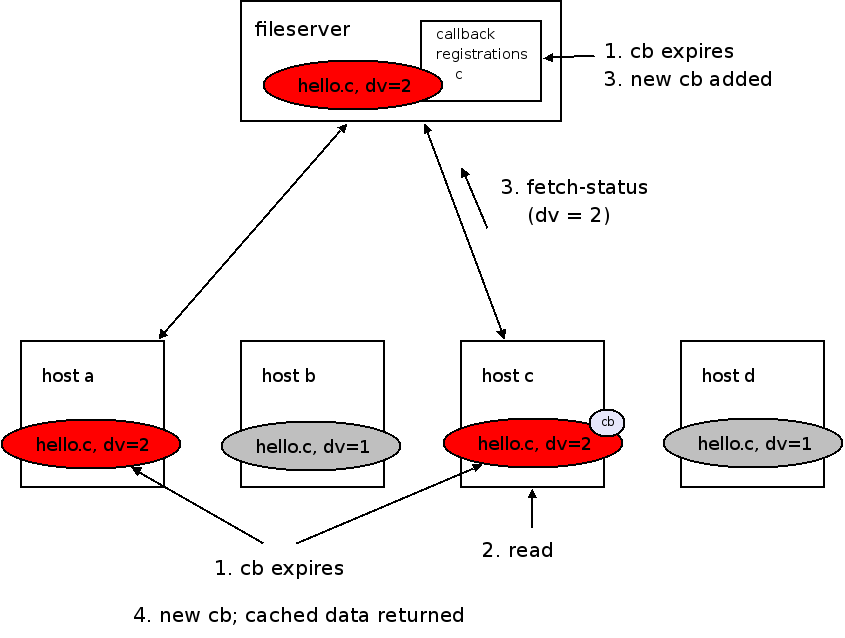 fileserver
callback
registrations
c
hello.c, dv=2
1. cb expires
3. new cb added
3. fetch-status
(dv = 2)
host a
host b
host c
host d
cb
hello.c, dv=2
hello.c, dv=1
hello.c, dv=2
hello.c, dv=1
2. read
1. cb expires
4. new cb; cached data returned